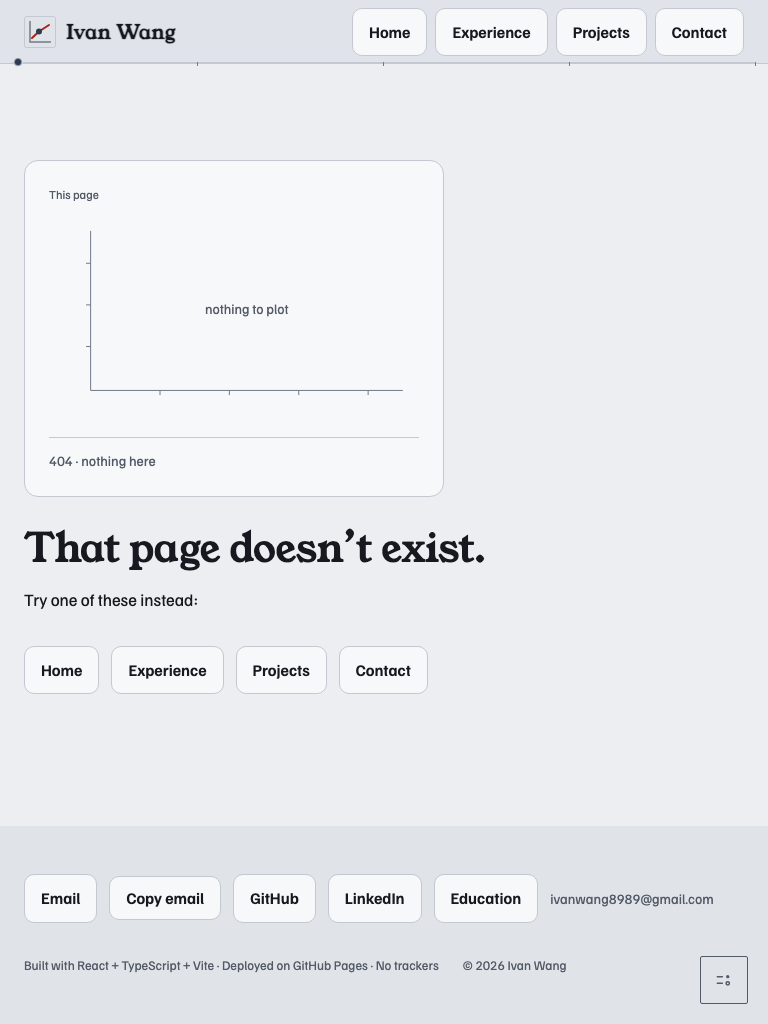 Ivan Wang
Home
Experience
Projects
Contact
This page
nothing to plot
404 · nothing here
That page doesn’t exist.
Try one of these instead:
Home
Experience
Projects
Contact
Email
Copy email
GitHub
LinkedIn
Education
ivanwang8989@gmail.com
Built with React + TypeScript + Vite · Deployed on GitHub Pages · No trackers
© 2026 Ivan Wang